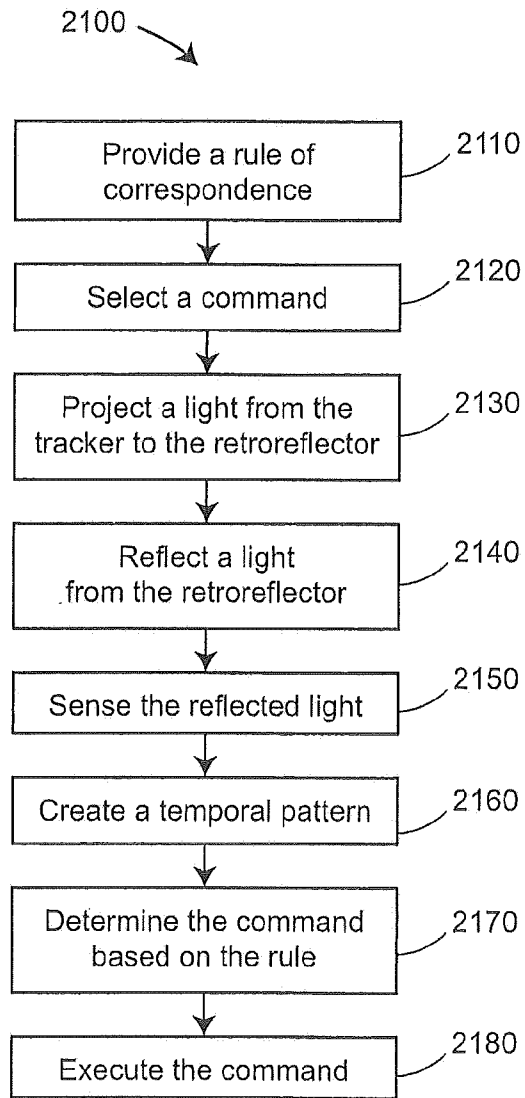 2100
Provide a rule of
correspondence
2110
Select a command
2120
Project a light from the
tracker to the retroreflector
2130
Reflect a light
from the retroreflector
2140
Sense the reflected light
2150
Create a temporal pattern
2160
Determine the command
based on the rule
2170
Execute the command
2180